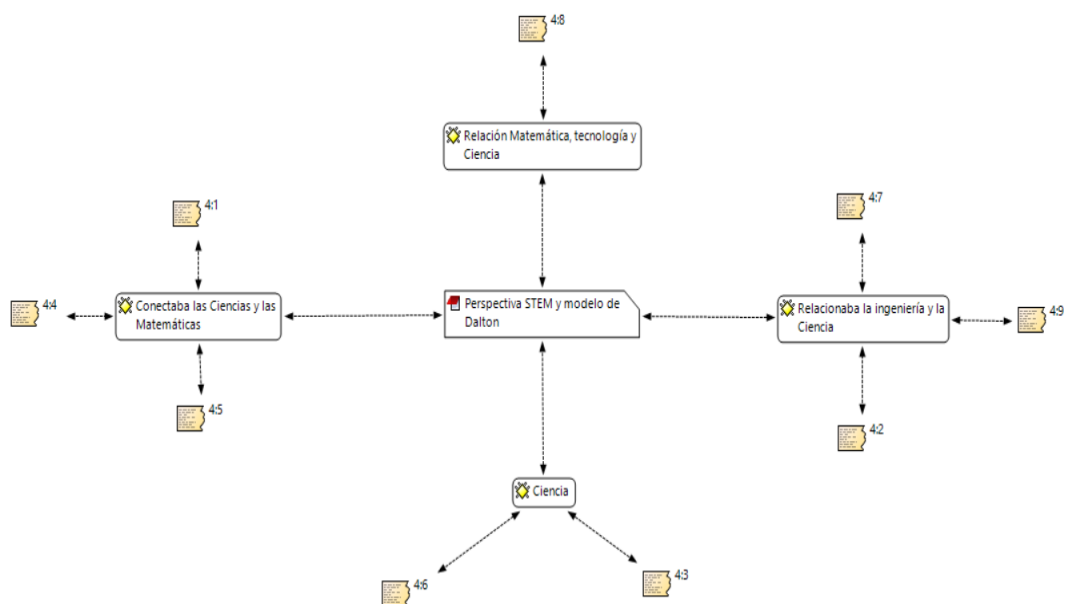 4:8
Relación Matemática, tecnología y
Ciencia
4:1
4:7
4:4
Conectaba las Ciencias y las
Matemáticas
Perspectiva STEM y modelo de
Dalton
Relacionaba la ingeniería y la
Ciencia
4:9
4:5
4:2
Ciencia
4:6
4:3